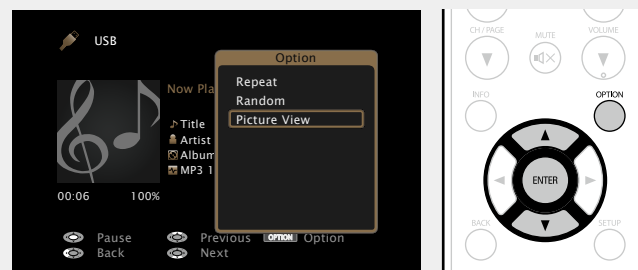 USB
Option
Now Pla
Repeat
Random
Picture View
Title
Artist
Album
MP3 1
00:06 100%
Pause Previous OPTION Option
Back Next
CH / PAGE MUTE VOLUME
INFO OPTION
ENTER
BACK SETUP